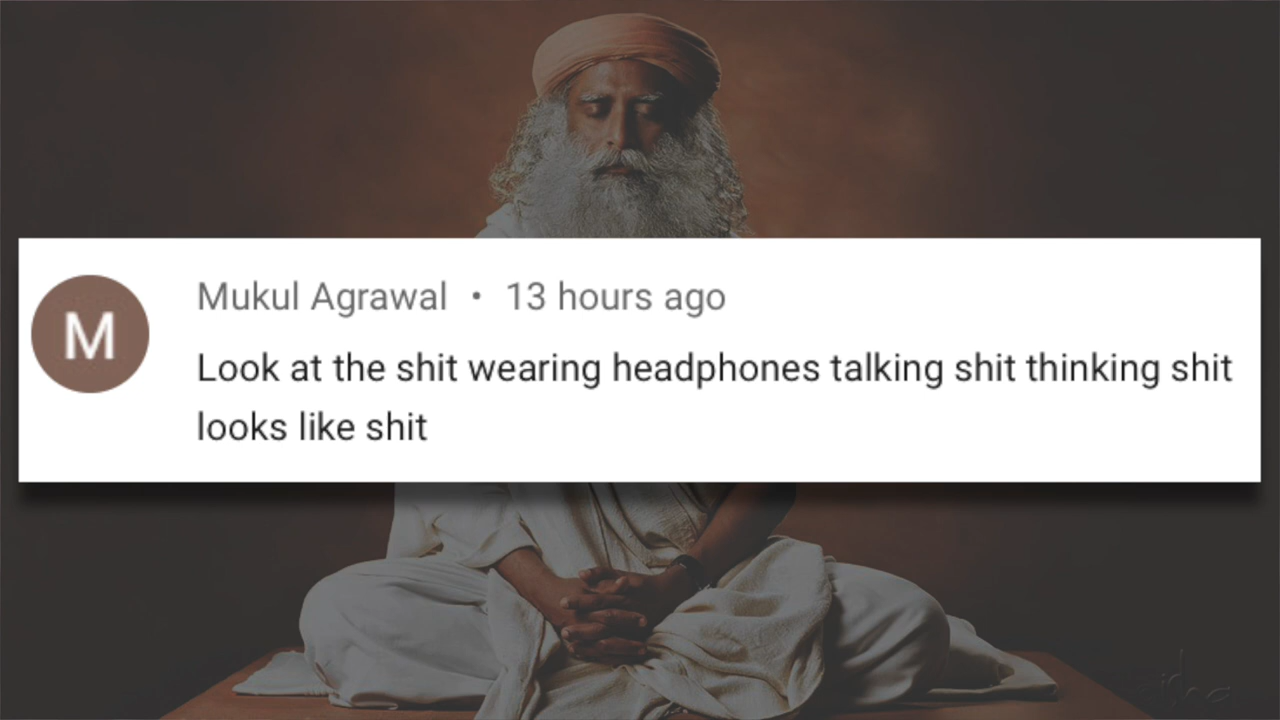 M
Mukul Agrawal • 13 hours ago
Look at the shit wearing headphones talking shit thinking shit
looks like shit